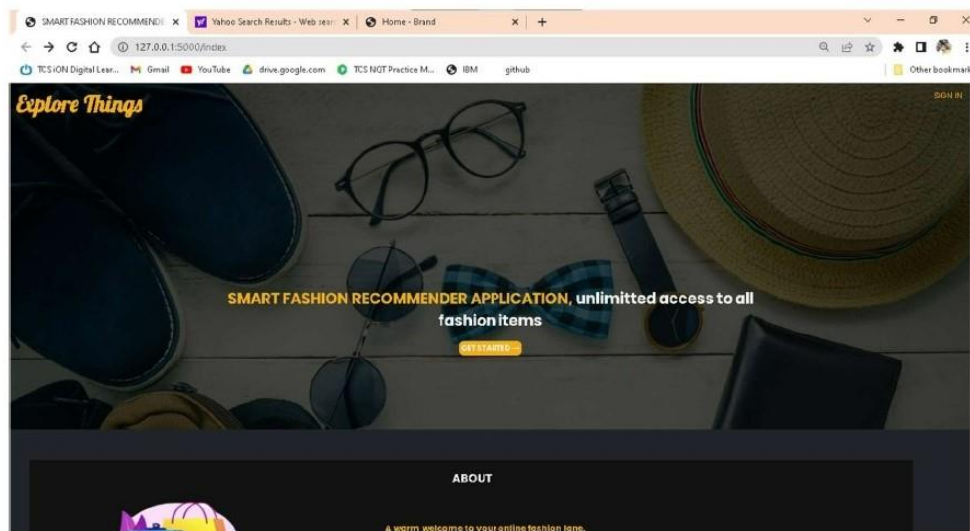 SMART FASHION RECOMMENDE
Yahoo Search Results - Web sear
Home - Brand
127.0.0.1:5000/index
TCS iON Digital Lear...
Gmail
YouTube
drive.google.com
TCS NQT Practice M...
IBM
github
Other bookmark
Explore Things
SIGN IN
SMART FASHION RECOMMENDER APPLICATION, unlimitted access to all
fashion items
GET STARTED →
ABOUT
A warm welcome to your online fashion lane.